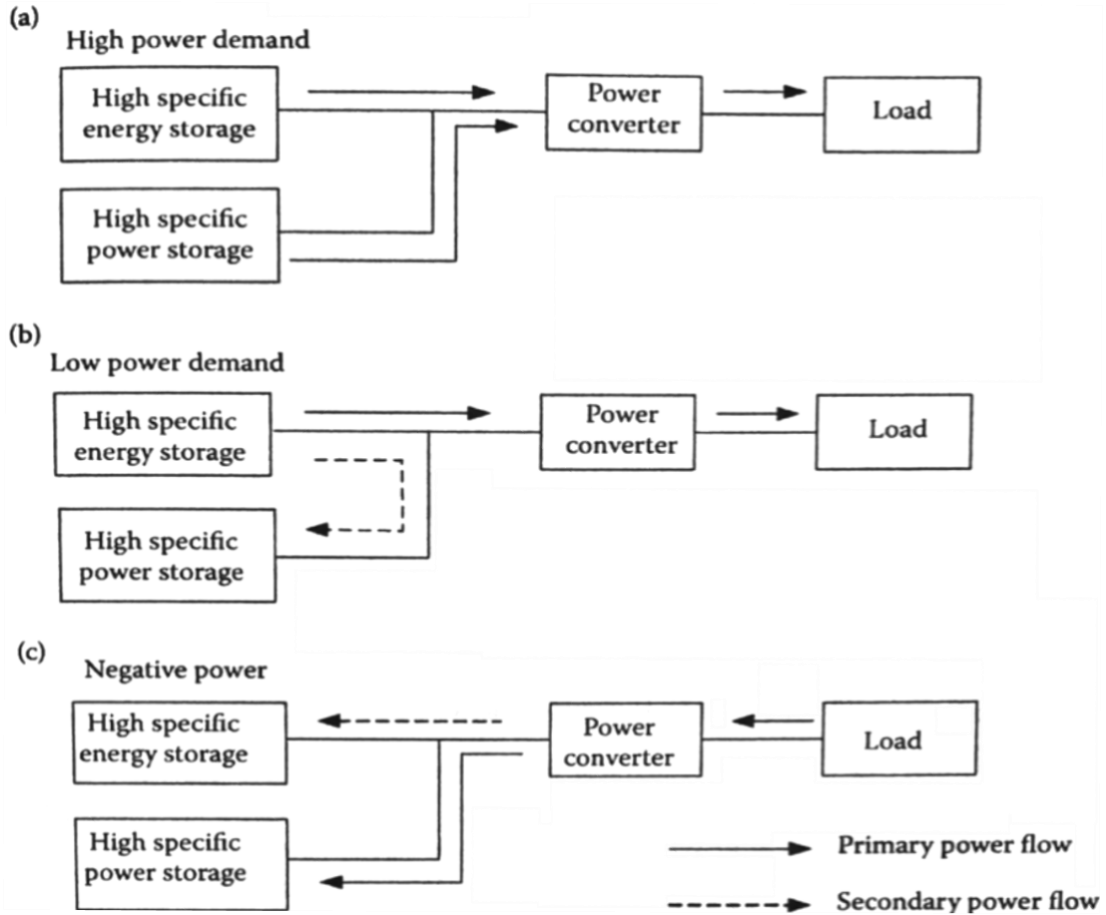 (a)
High power demand
High specific
energy storage
Power
converter
Load
High specific
power storage
(b)
Low power demand
High specific
energy storage
Power
converter
Load
High specific
power storage
(c)
Negative power
High specific
energy storage
Power
converter
Load
High specific
power storage
Primary power flow
Secondary power flow